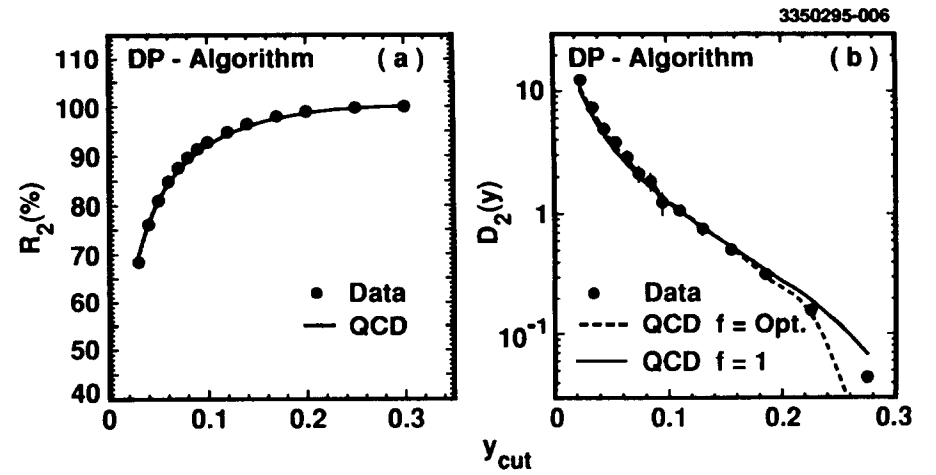 3350295-006
DP - Algorithm ( a )
110
100
90
80
70
60
50
40
R2(%)
Data
QCD
0 0.1 0.2 0.3
DP - Algorithm ( b )
10
1
10-1
D2(y)
Data
QCD f = Opt.
QCD f = 1
0 0.1 0.2 0.3
ycut